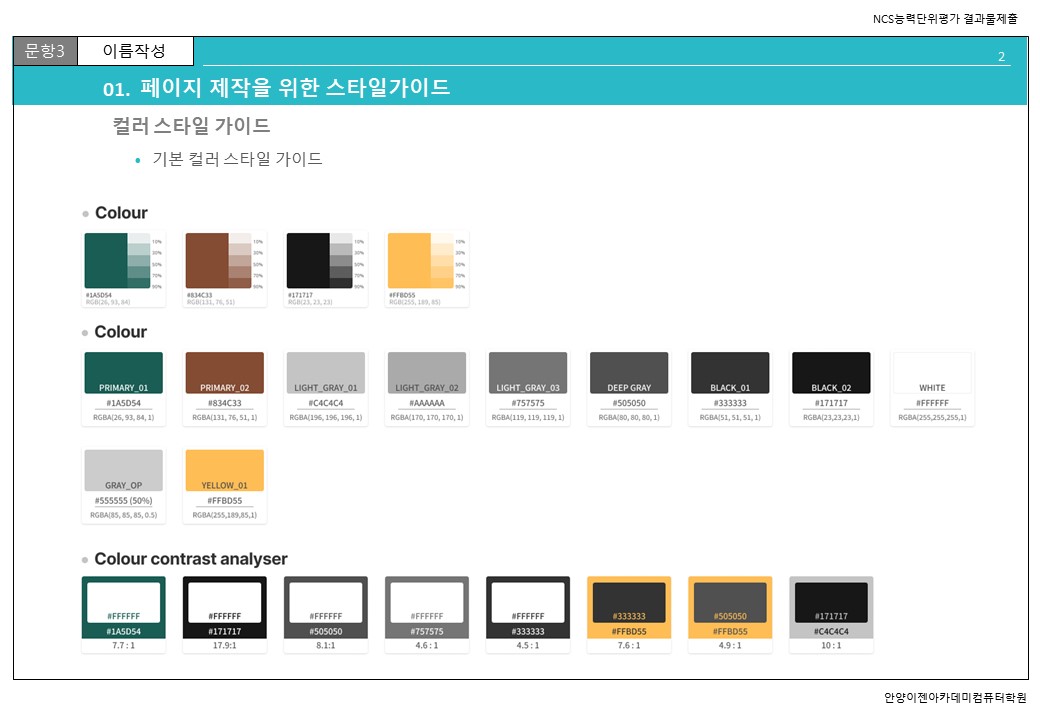 NCS능력단위평가 결과물제출
문항3 이름작성
2
01. 페이지 제작을 위한 스타일가이드
컬러 스타일 가이드
• 기본 컬러 스타일 가이드
Colour
10% 10% 10% 10%
30% 30% 30% 30%
50% 50% 50% 50%
70% 70% 70% 70%
90% 90% 90% 90%
#1A5D54 #834C33 #171717 #FFBD55
RGB(26, 93, 84) RGB(131, 76, 51) RGB(23, 23, 23) RGB(255, 189, 85)
Colour
PRIMARY_01 PRIMARY_02 LIGHT_GRAY_01 LIGHT_GRAY_02 LIGHT_GRAY_03 DEEP GRAY BLACK_01 BLACK_02 WHITE
#1A5D54 #834C33 #C4C4C4 #AAAAAA #757575 #505050 #333333 #171717 #FFFFFF
RGBA(26, 93, 84, 1) RGBA(131, 76, 51, 1) RGBA(196, 196, 196, 1) RGBA(170, 170, 170, 1) RGBA(119, 119, 119, 1) RGBA(80, 80, 80, 1) RGBA(51, 51, 51, 1) RGBA(23,23,23,1) RGBA(255,255,255,1)
GRAY_OP YELLOW_01
#555555 (50%) #FFBD55
RGBA(85, 85, 85, 0.5) RGBA(255,189,85,1)
Colour contrast analyser
#FFFFFF #FFFFFF #FFFFFF #FFFFFF #FFFFFF #333333 #505050 #171717
#1A5D54 #171717 #505050 #757575 #333333 #FFBD55 #FFBD55 #C4C4C4
7.7 : 1 17.9:1 8.1:1 4.6 : 1 4.5 : 1 7.6 : 1 4.9 : 1 10 : 1
안양이젠아카데미컴퓨터학원